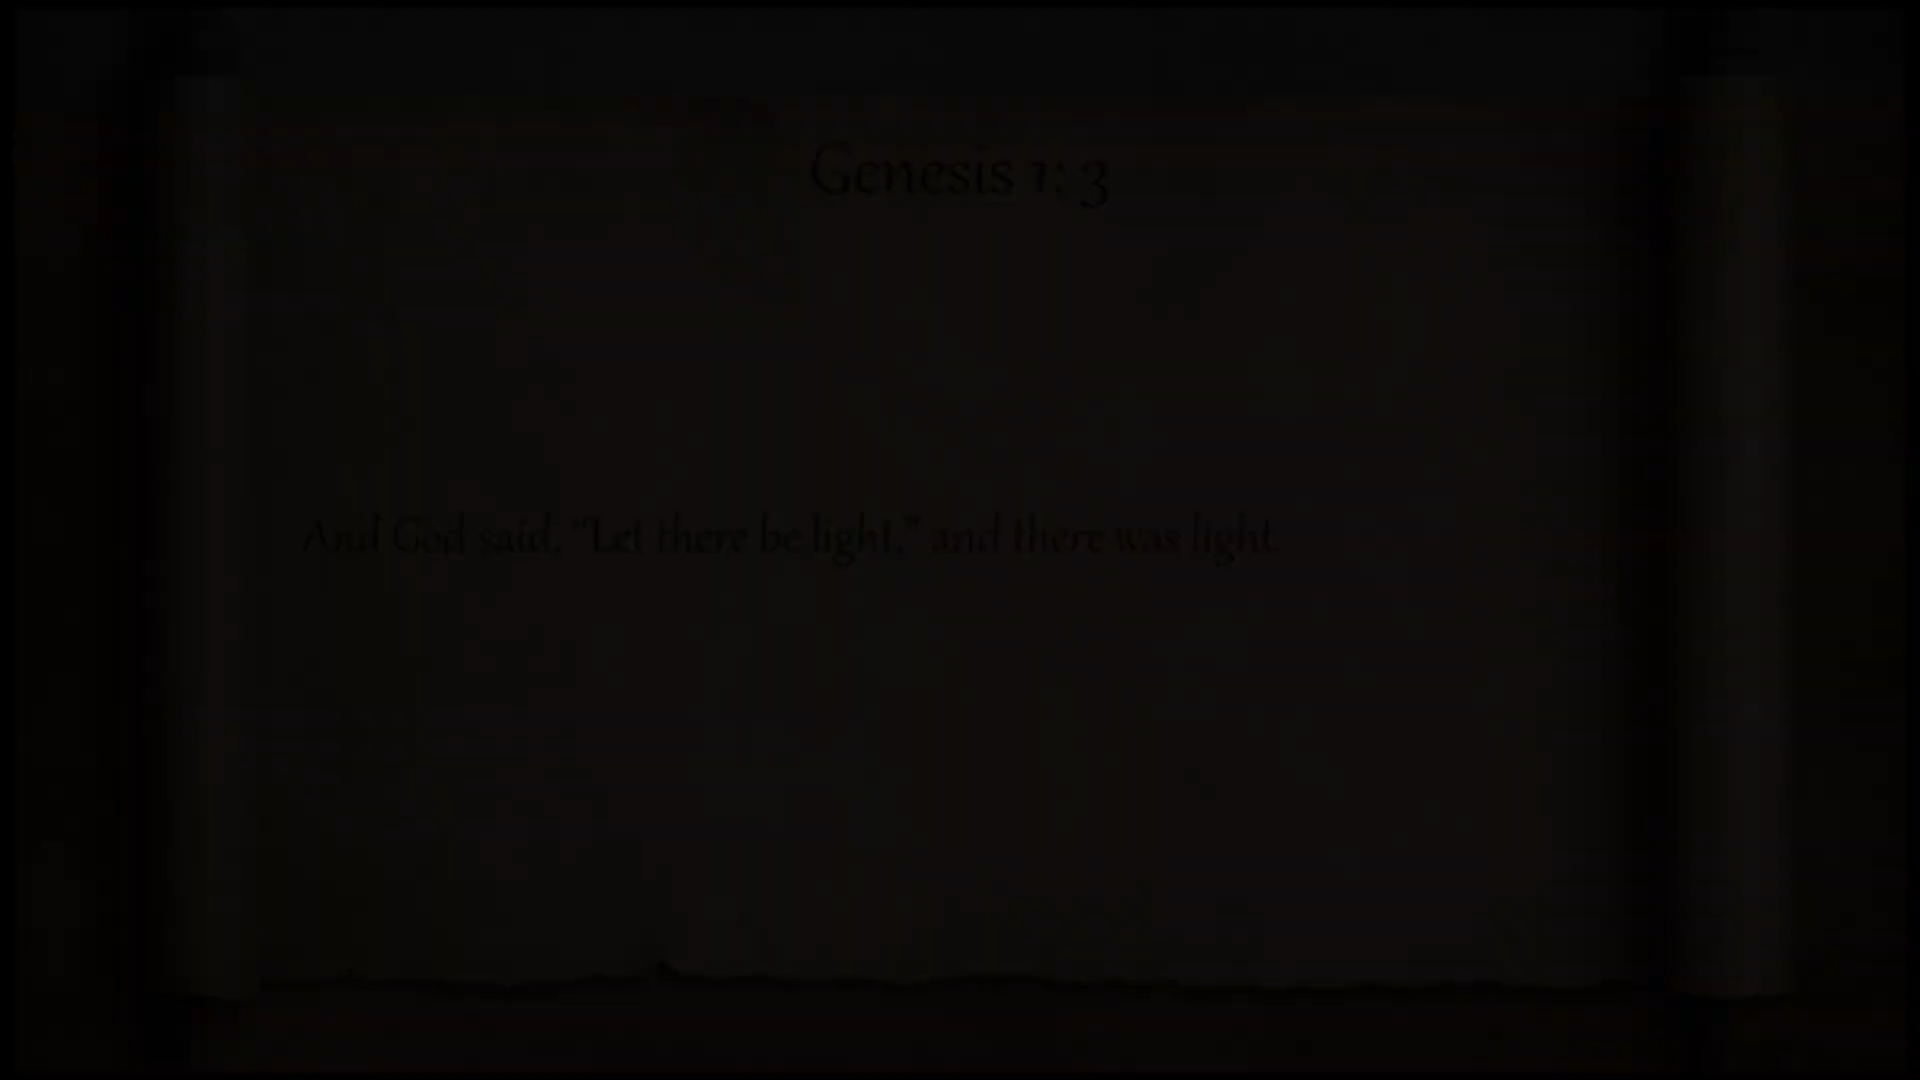 Genesis 1: 3
And God said, “Let there be light,” and there was light.